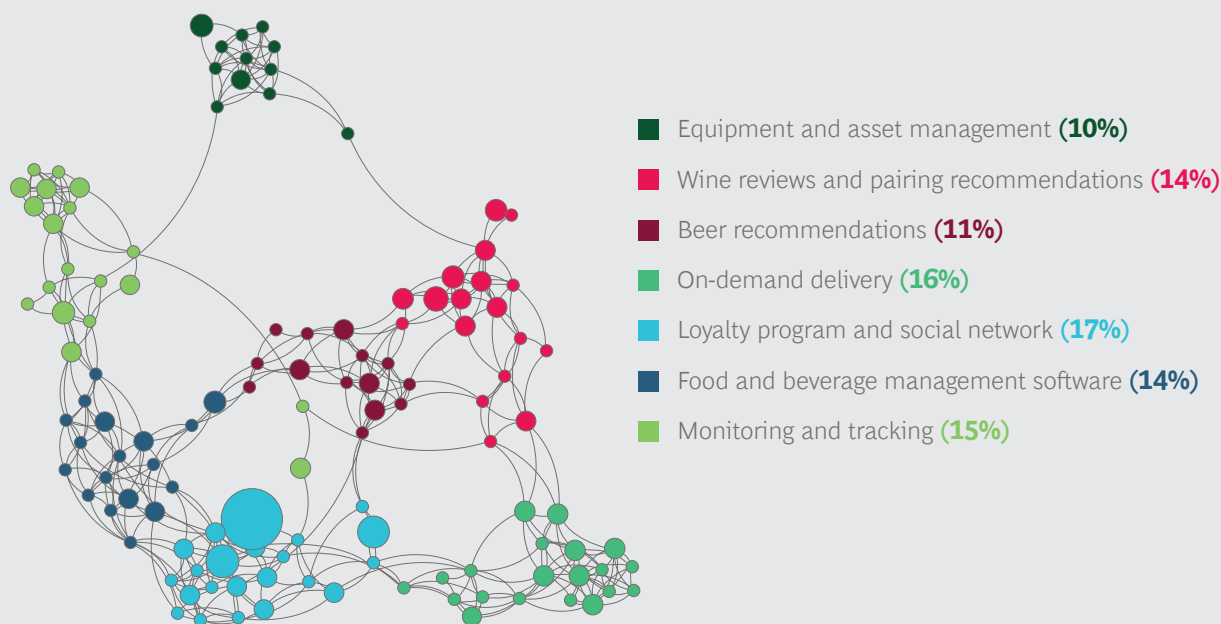 Equipment and asset management (10%)
Wine reviews and pairing recommendations (14%)
Beer recommendations (11%)
On-demand delivery (16%)
Loyalty program and social network (17%)
Food and beverage management software (14%)
Monitoring and tracking (15%)